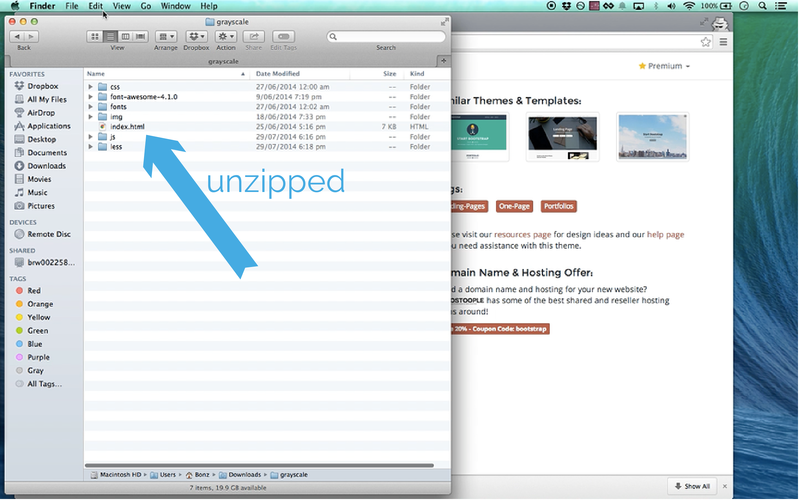 Finder File Edit View Go Window Help 100%
grayscale
Back View Arrange Dropbox Action Share Edit Tags Search
grayscale
FAVORITES
Dropbox
All My Files
AirDrop
Applications
Desktop
Documents
Downloads
Movies
Music
Pictures
DEVICES
Remote Disc
SHARED
brw002258...
TAGS
Red
Orange
Yellow
Green
Blue
Purple
Gray
All Tags...
Name Date Modified Size Kind
css 27/06/2014 12:00 am -- Folder
font-awesome-4.1.0 9/06/2014 7:19 pm -- Folder
fonts 27/06/2014 12:02 am -- Folder
img 18/06/2014 7:33 pm -- Folder
index.html 25/06/2014 5:16 pm 7 KB HTML
js 29/07/2014 6:16 pm -- Folder
less 29/07/2014 6:18 pm -- Folder
unzipped
Macintosh HD Users Bonz Downloads grayscale
7 items, 19.9 GB available
Premium
ilar Themes & Templates:
gs:
ding-Pages One-Page Portfolios
se visit our resources page for design ideas and our help page
you need assistance with this theme.
main Name & Hosting Offer:
d a domain name and hosting for your new website?
OSTOOPLE has some of the best shared and reseller hosting
ns around!
20% - Coupon Code: bootstrap
Show All